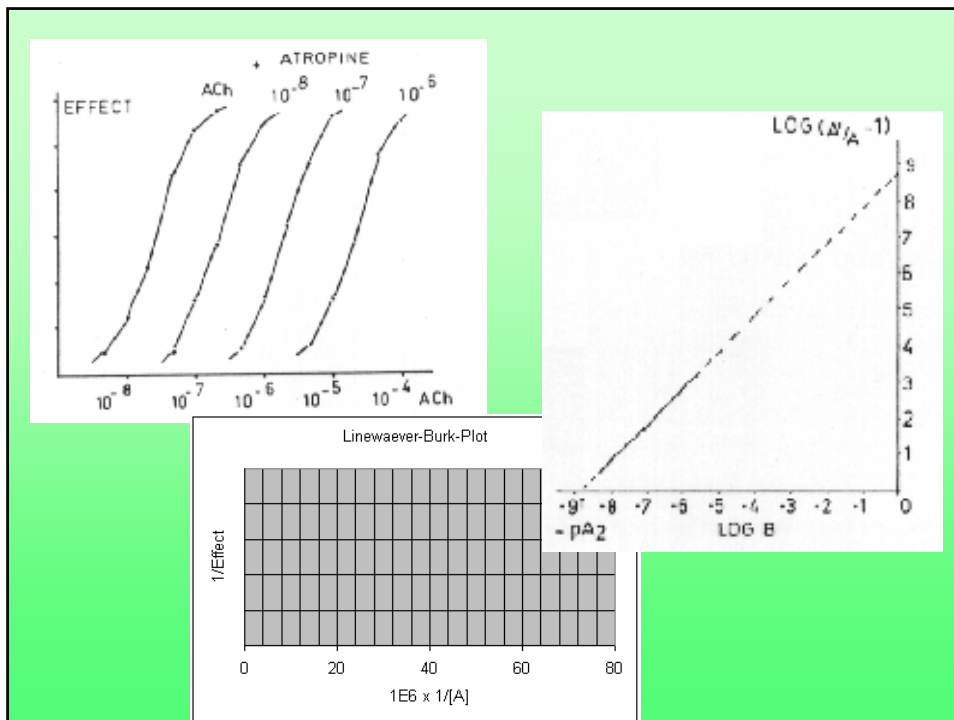 + ATROPINE
EFFECT
ACh 10⁻⁸ 10⁻⁷ 10⁻⁶
10⁻⁸ 10⁻⁷ 10⁻⁶ 10⁻⁵ 10⁻⁴ ACh
LOG (A'/A -1)
9
8
7
6
5
4
3
2
1
-9 -8 -7 -6 -5 -4 -3 -2 -1 0
- pA2 LOG B
Linewaever-Burk-Plot
1/Effect
0 20 40 60 80
1E6 x 1/[A]